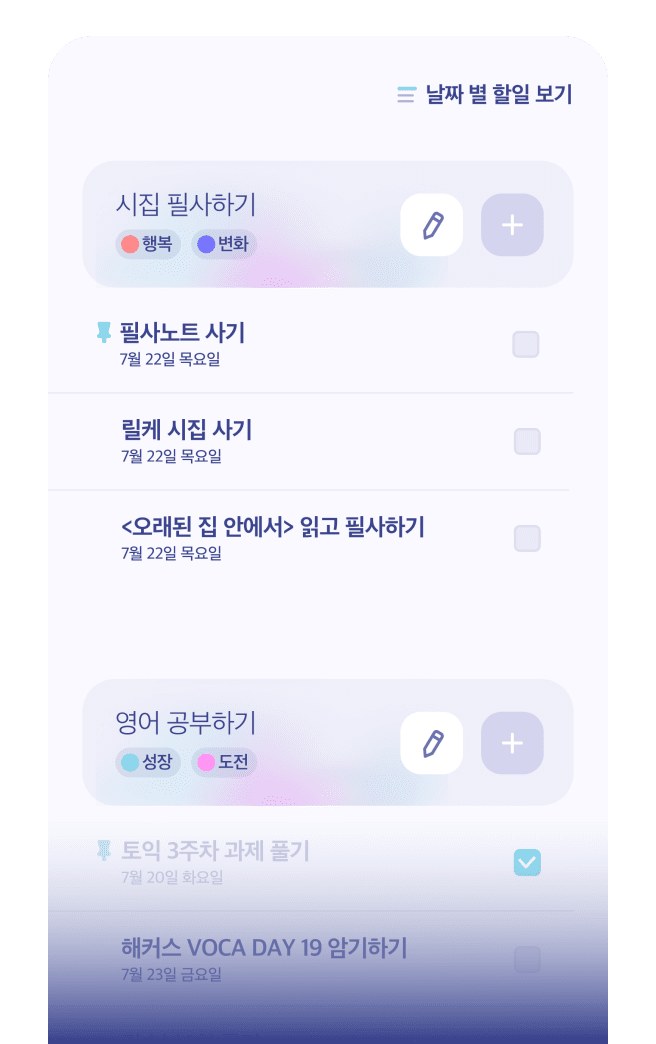 날짜 별 할일 보기
시집 필사하기
행복 변화
필사노트 사기
7월 22일 목요일
릴케 시집 사기
7월 22일 목요일
<오래된 집 안에서> 읽고 필사하기
7월 22일 목요일
영어 공부하기
성장 도전
토익 3주차 과제 풀기
7월 20일 화요일
해커스 VOCA DAY 19 암기하기
7월 23일 금요일